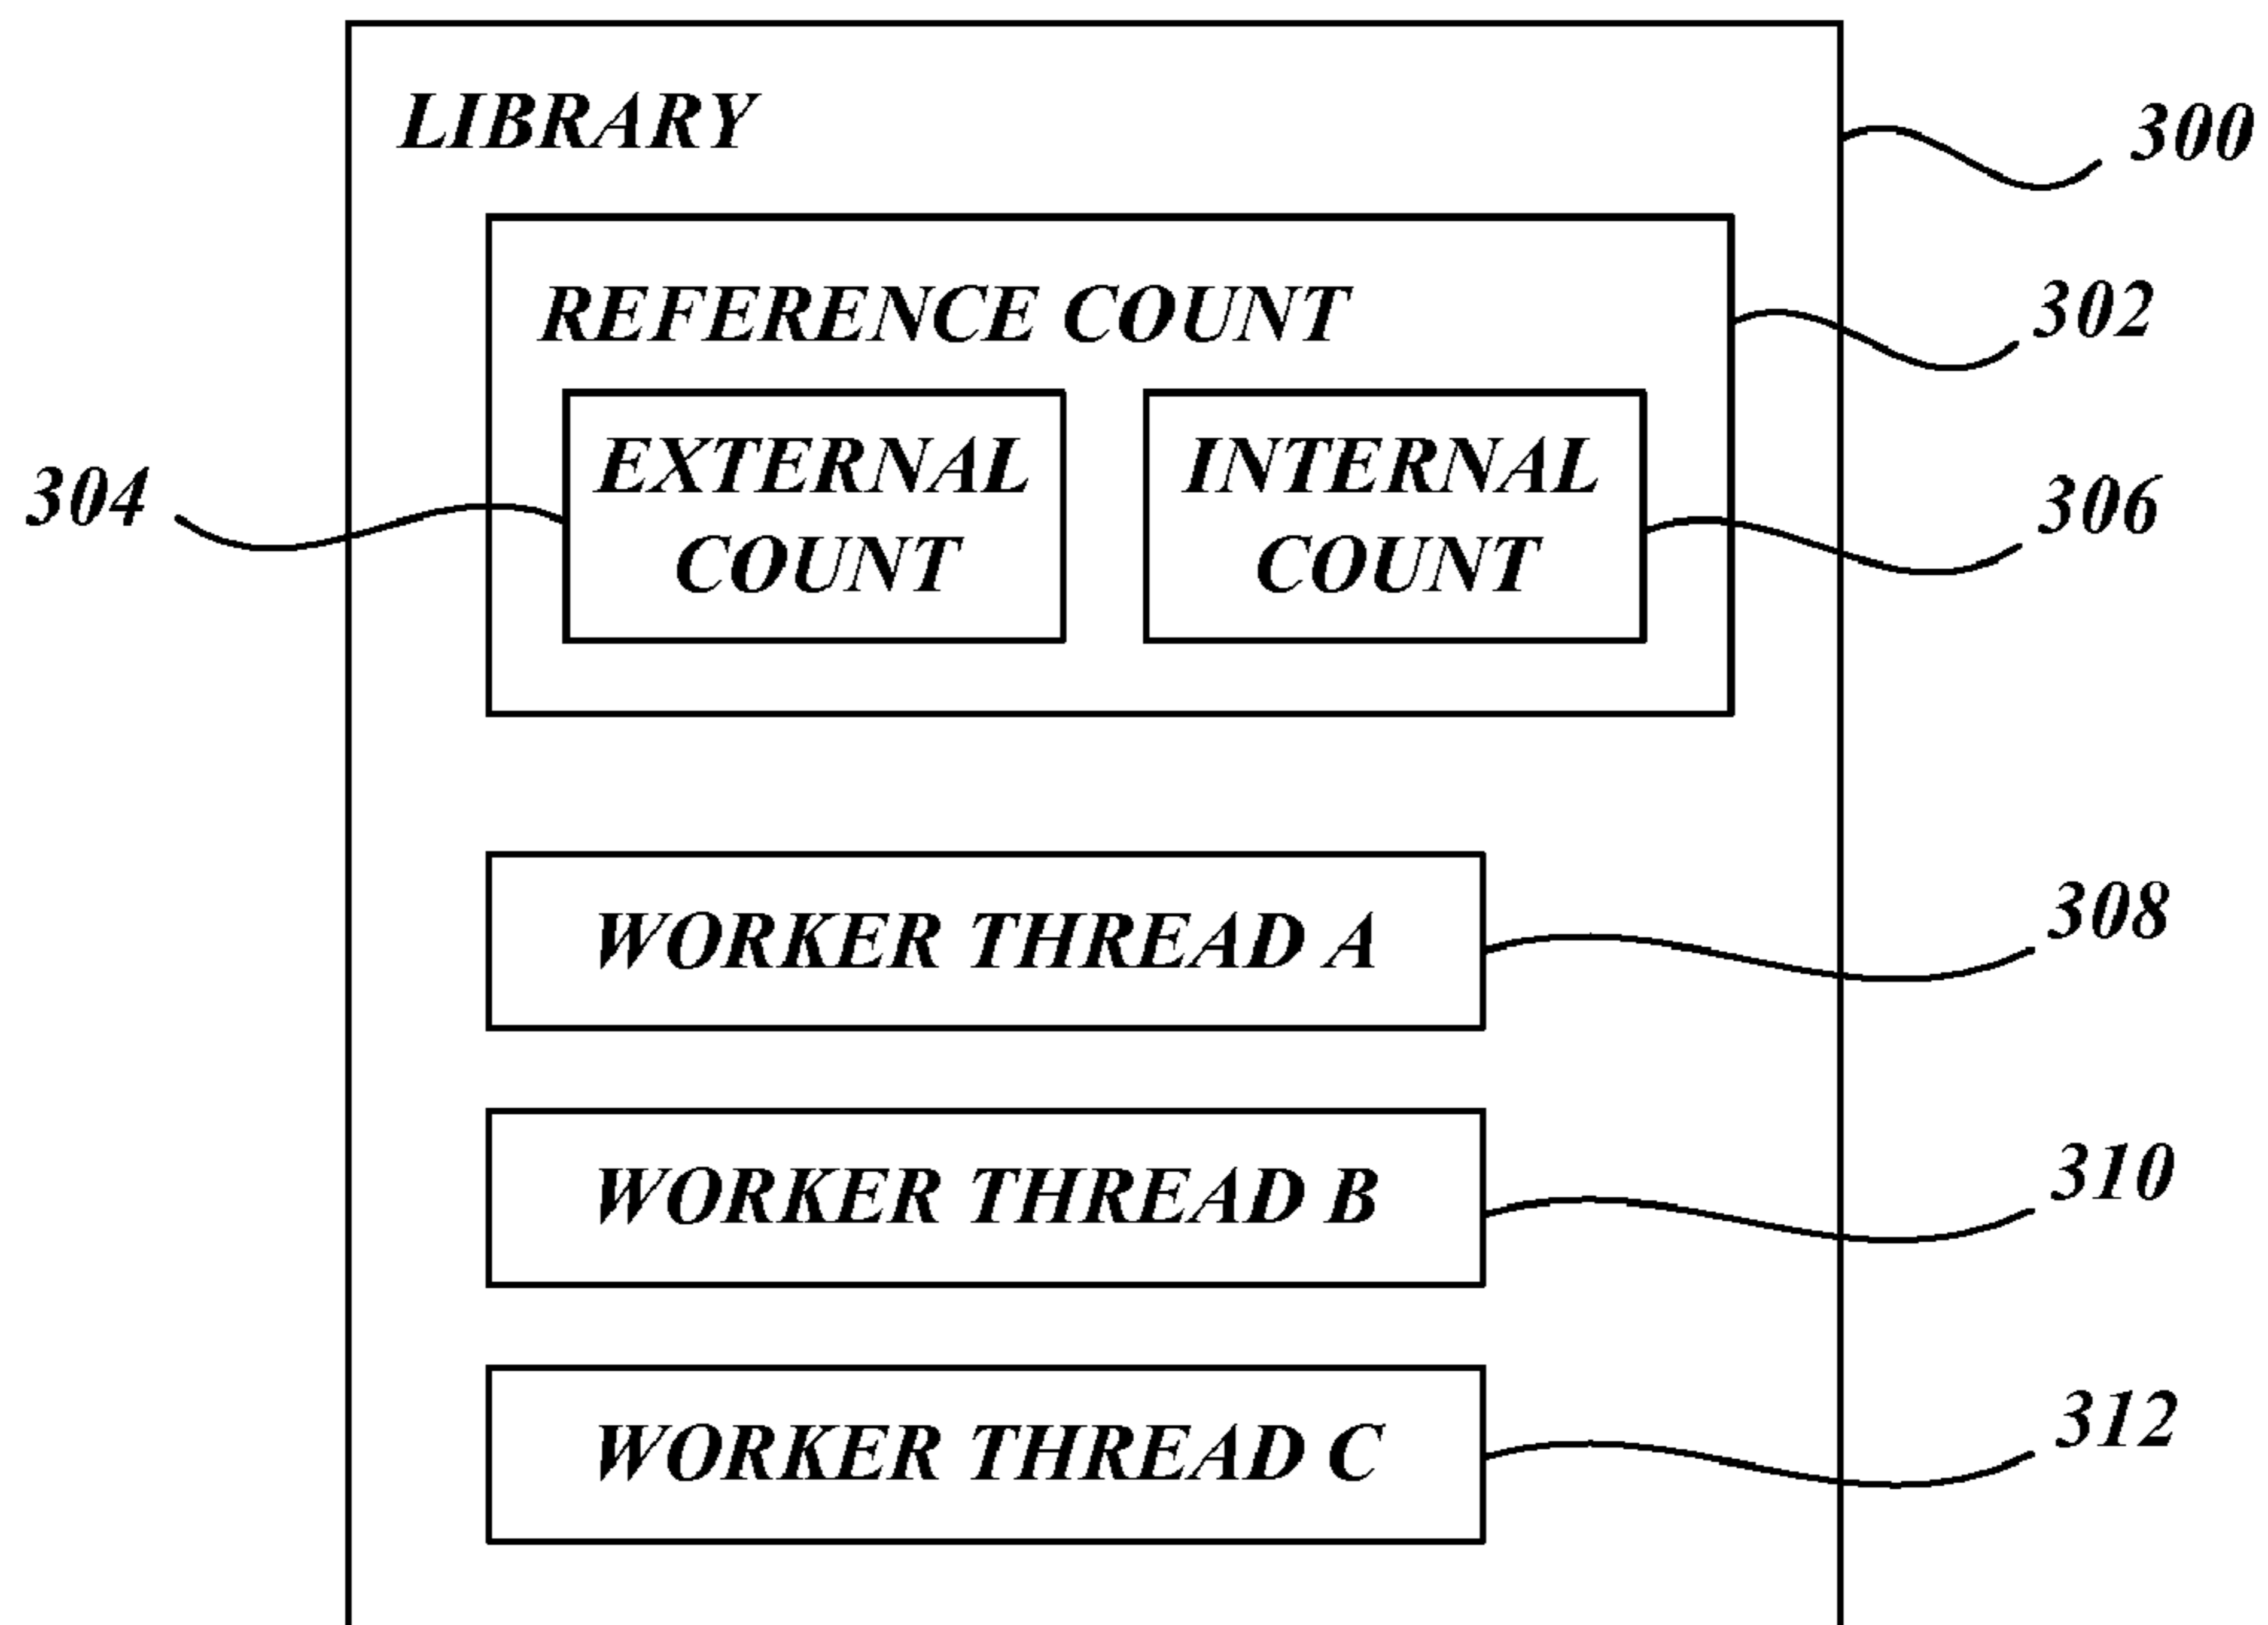 LIBRARY
300
REFERENCE COUNT
302
EXTERNAL
COUNT
INTERNAL
COUNT
304
306
WORKER THREAD A
308
WORKER THREAD B
310
WORKER THREAD C
312